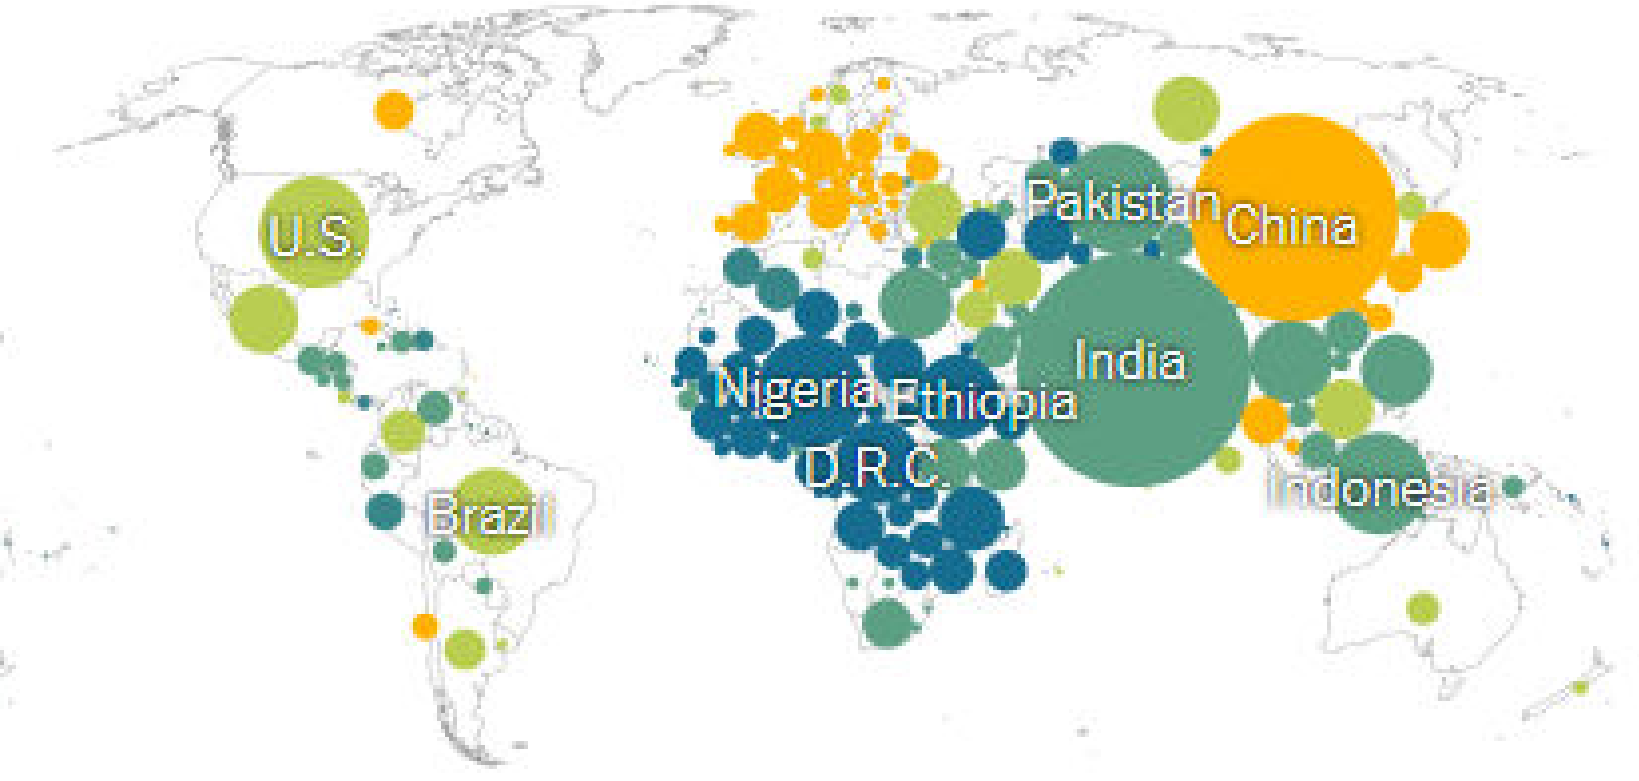 Pakistan
U.S.
China
India
Nigeria
Ethiopia
D.R.C.
Indonesia
Brazil